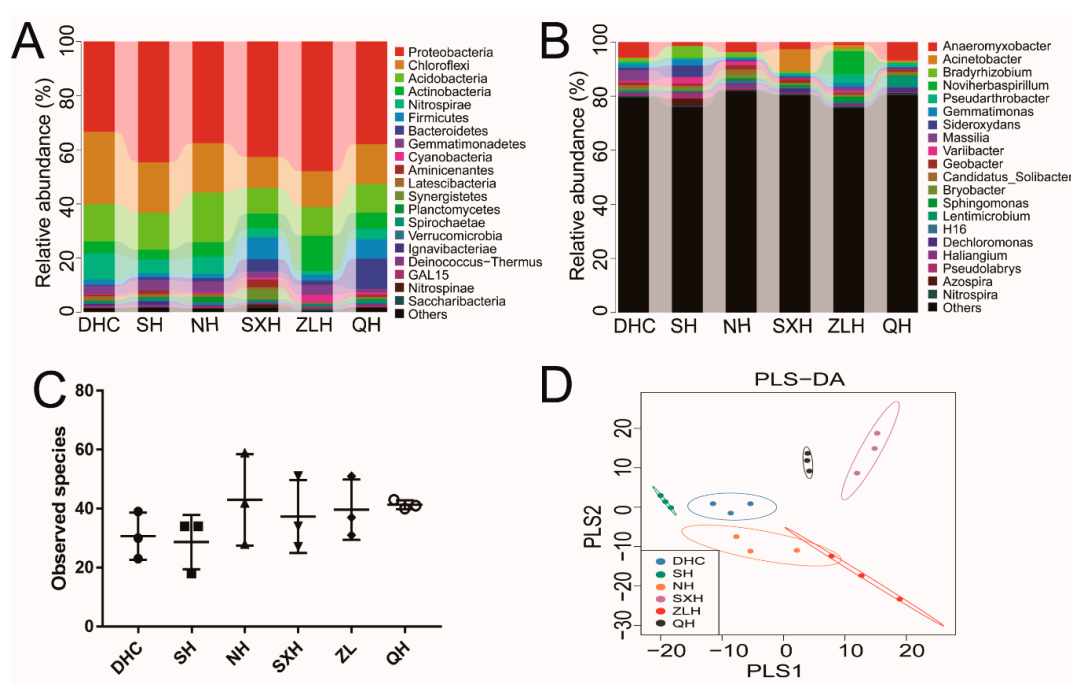 A
Relative abundance (%)
100
80
60
40
20
0
DHC SH NH SXH ZLH QH
Proteobacteria
Chloroflexi
Acidobacteria
Actinobacteria
Nitrospirae
Firmicutes
Bacteroidetes
Gemmatimonadetes
Cyanobacteria
Aminicenantes
Latescibacteria
Synergistetes
Planctomycetes
Spirochaetae
Verrucomicrobia
Ignavibacteriae
Deinococcus-Thermus
GAL15
Nitrospinae
Saccharibacteria
Others
B
Relative abundance (%)
100
80
60
40
20
0
DHC SH NH SXH ZLH QH
Anaeromyxobacter
Acinetobacter
Bradyrhizobium
Noviherbaspirillum
Pseudarthrobacter
Gemmatimonas
Sideroxydans
Massilia
Variibacter
Geobacter
Candidatus_Solibacter
Bryobacter
Sphingomonas
Lentimicrobium
H16
Dechloromonas
Haliangium
Pseudolabrys
Azospira
Nitrospira
Others
C
Observed species
80
60
40
20
0
DHC SH NH SXH ZL QH
D
PLS-DA
PLS2
20
10
0
-10
-20
-30
DHC
SH
NH
SXH
ZLH
QH
-20 -10 0 10 20
PLS1